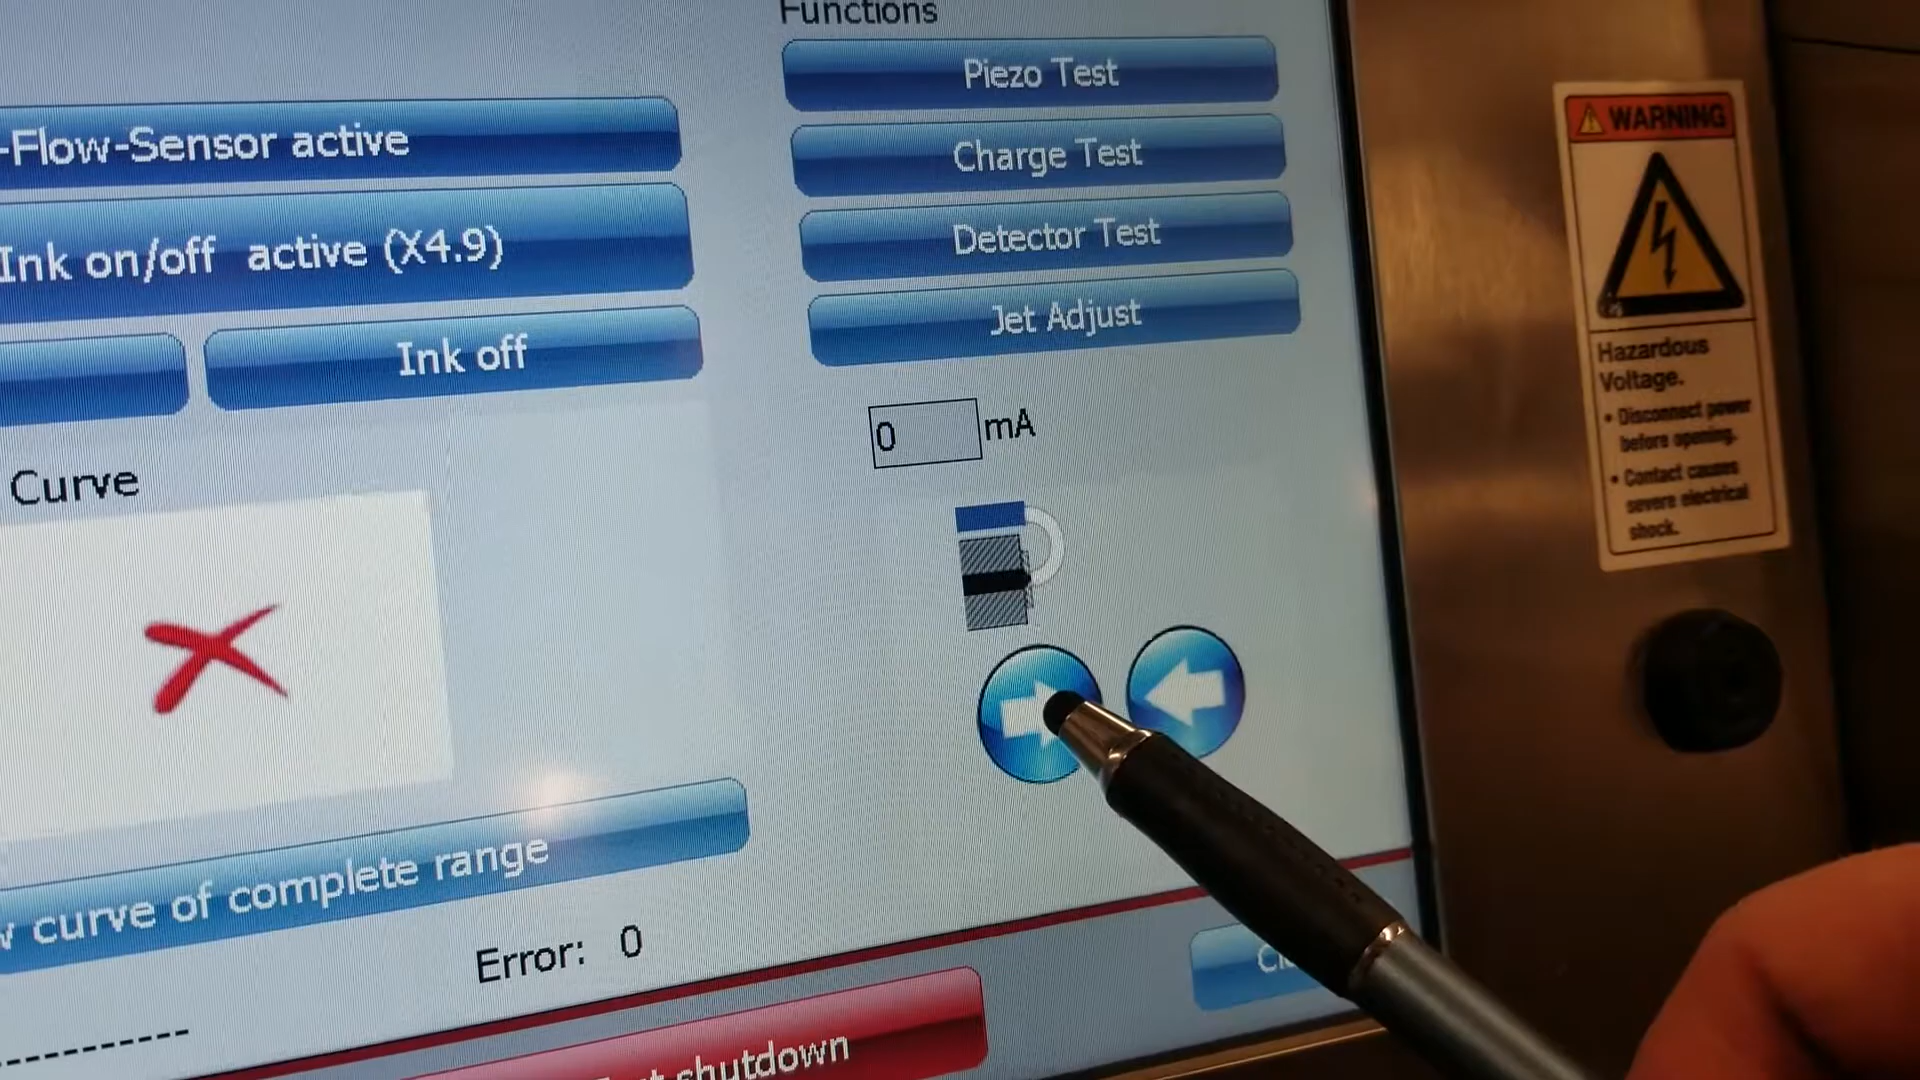 Functions
Piezo Test
-Flow-Sensor active
Charge Test
Ink on/off active (X4.9)
Detector Test
Jet Adjust
Ink off
0 mA
Curve
curve of complete range
Error: 0
shutdown
WARNING
Hazardous
Voltage.
• Disconnect power
before opening.
• Contact causes
severe electrical
shock.